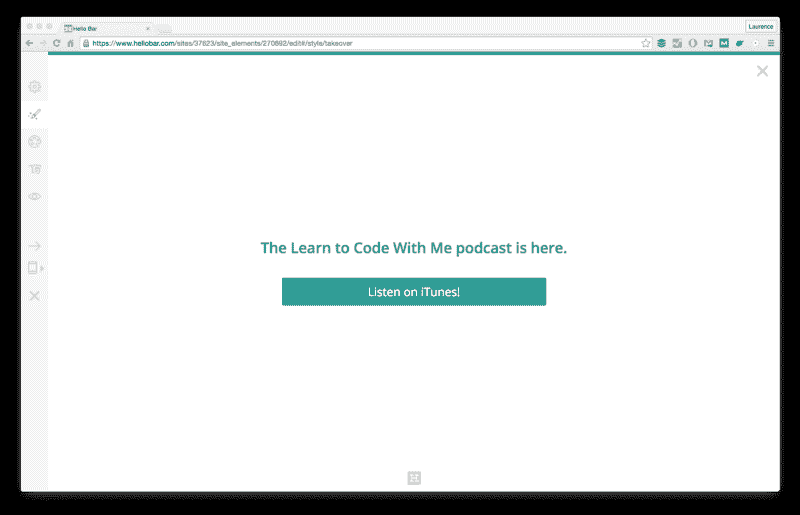 Hello Bar
Laurence
https://www.hellobar.com/sites/37623/site_elements/270892/edit#/style/takeover
The Learn to Code With Me podcast is here.
Listen on iTunes!